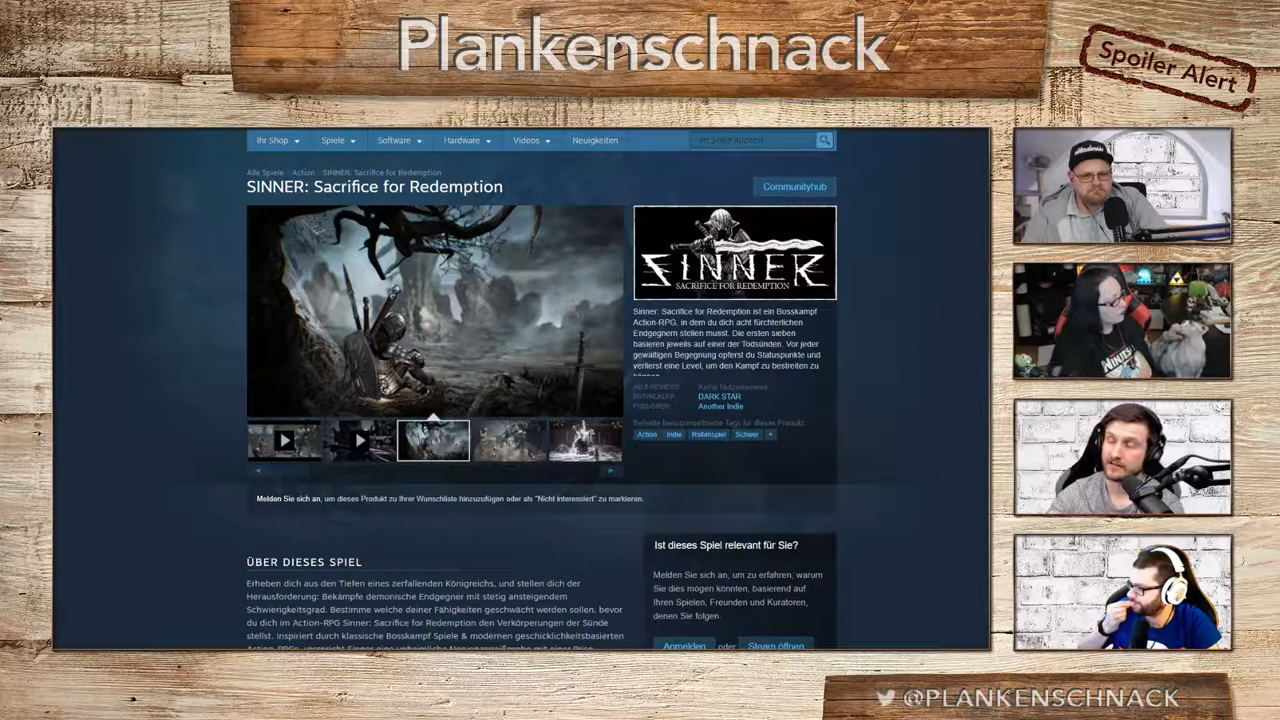 Plankenschnack
Spoiler Alert
Ihr Shop Spiele Software Hardware Videos Neuigkeiten
Alle Spiele Action SINNER: Sacrifice for Redemption
SINNER: Sacrifice for Redemption
Communityhub
SINNER
SACRIFICE FOR REDEMPTION
Sinner: Sacrifice for Redemption ist ein Bosskampf
Action-RPG, in dem du dich acht fürchterlichen
Endgegnern stellen musst. Die ersten sieben
basieren jeweils auf einer der Todsünden. Vor jeder
gewaltigen Begegnung opferst du Statuspunkte und
verlierst eine Level, um den Kampf zu bestreiten zu
ALLE REVIEWS: Keine Nutzerreviews
ENTWICKLER: DARK STAR
PUBLISHER: Another Indie
Beliebte benutzerdefinierte Tags für dieses Produkt:
Action Indie Rollenspiel Schwer +
Melden Sie sich an, um dieses Produkt zu Ihrer Wunschliste hinzuzufügen oder als "Nicht interessiert" zu markieren.
ÜBER DIESES SPIEL
Erheben dich aus den Tiefen eines zerfallenden Königreichs, und stellen dich der
Herausforderung: Bekämpfe demonische Endgegner mit stetig ansteigendem
Schwierigkeitsgrad. Bestimme welche deiner Fähigkeiten geschwächt werden sollen, bevor
du dich im Action-RPG Sinner: Sacrifice for Redemption den Verkörperungen der Sünde
stellst. Inspiriert durch klassische Bosskampf Spiele & modernen geschicklichkeitsbasierten
Ist dieses Spiel relevant für Sie?
Melden Sie sich an, um zu erfahren, warum
Sie dies mögen könnten, basierend auf
Ihren Spielen, Freunden und Kuratoren,
denen Sie folgen.
Anmelden oder Steam öffnen
@PLANKENSCHNACK